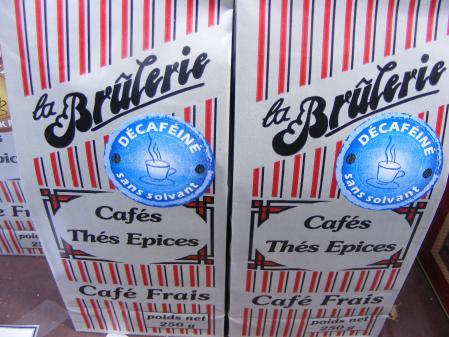 la
Brûlerie
DÉCAFÉINÉ
sans solvant
Cafés
Thés Epices
Café Frais
poids net
250 g
la
Brûlerie
DÉCAFÉINÉ
sans solvant
Cafés
Thés Epices
Café Frais
poids net
250 g